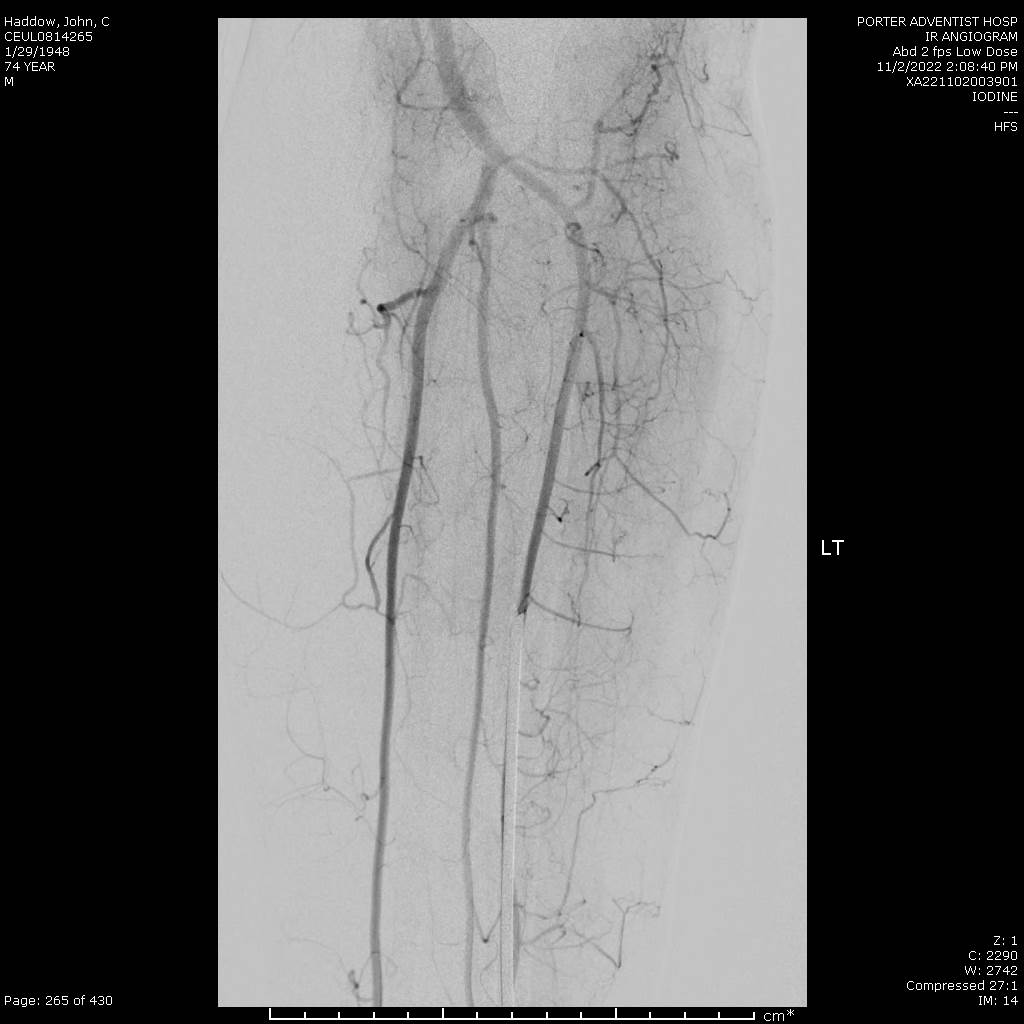 Haddow, John, C
CEUL0814265
1/29/1948
74 YEAR
M
PORTER ADVENTIST HOSP
IR ANGIOGRAM
Abd 2 fps Low Dose
11/2/2022 2:08:40 PM
XA221102003901
IODINE
---
HFS
LT
Z: 1
C: 2290
W: 2742
Compressed 27:1
IM: 14
Page: 265 of 430
cm*